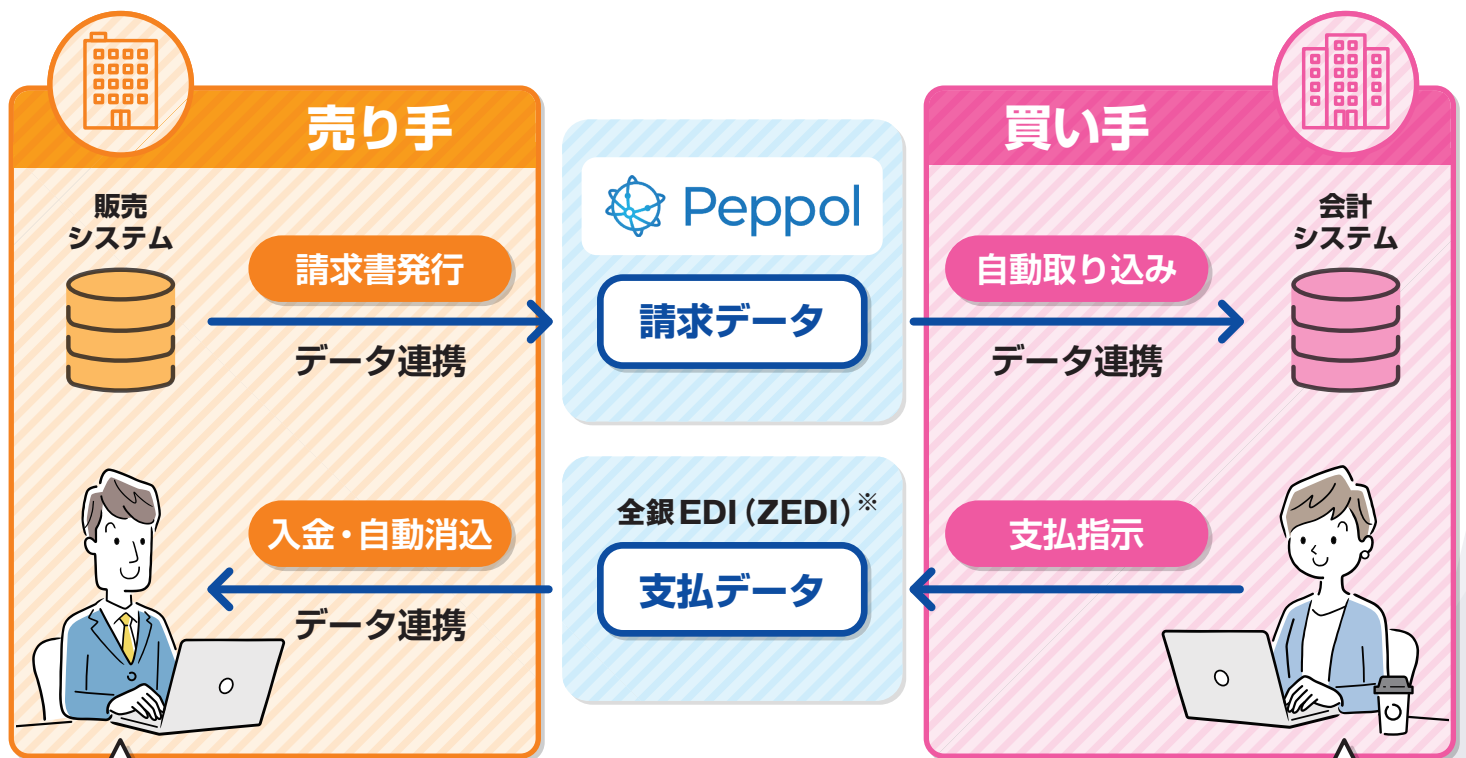 売り手
販売
システム
請求書発行
データ連携
入金・自動消込
データ連携
Peppol
請求データ
全銀EDI(ZEDI)※
支払データ
買い手
自動取り込み
データ連携
会計
システム
支払指示